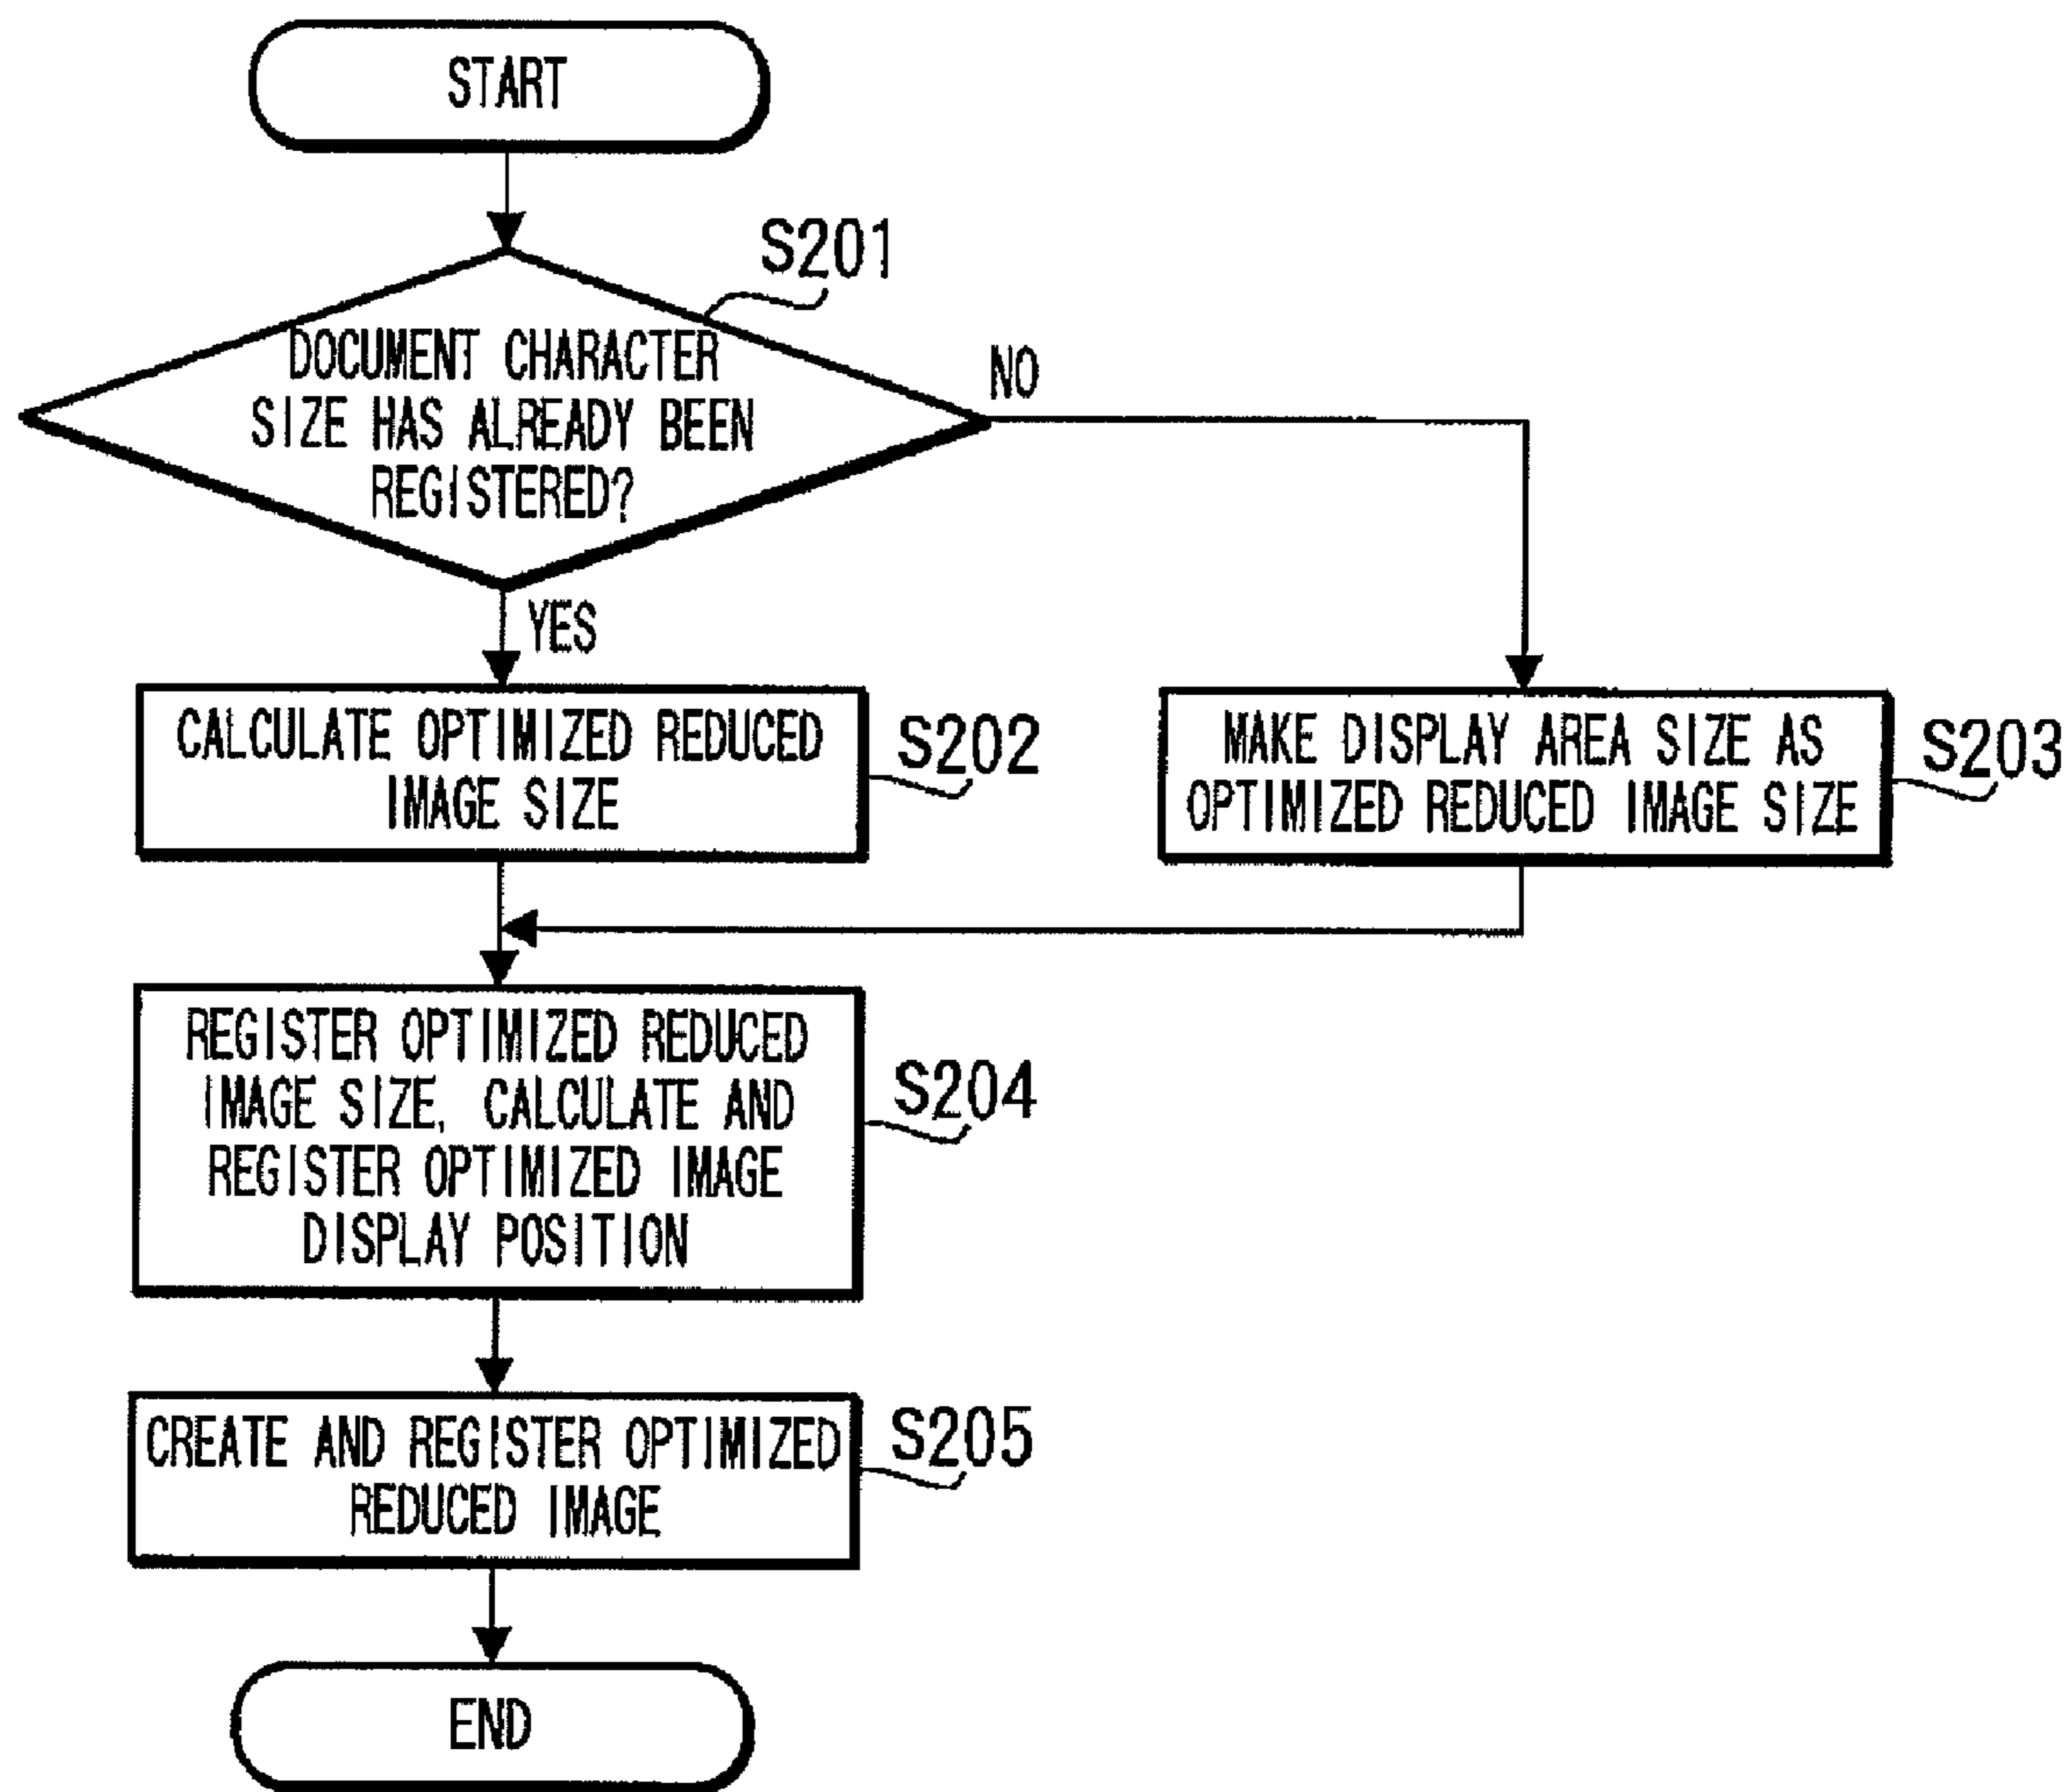 START
S201
DOCUMENT CHARACTER
SIZE HAS ALREADY BEEN
REGISTERED?
NO
YES
CALCULATE OPTIMIZED REDUCED
IMAGE SIZE
S202
MAKE DISPLAY AREA SIZE AS
OPTIMIZED REDUCED IMAGE SIZE
S203
REGISTER OPTIMIZED REDUCED
IMAGE SIZE, CALCULATE AND
REGISTER OPTIMIZED IMAGE
DISPLAY POSITION
S204
CREATE AND REGISTER OPTIMIZED
REDUCED IMAGE
S205
END